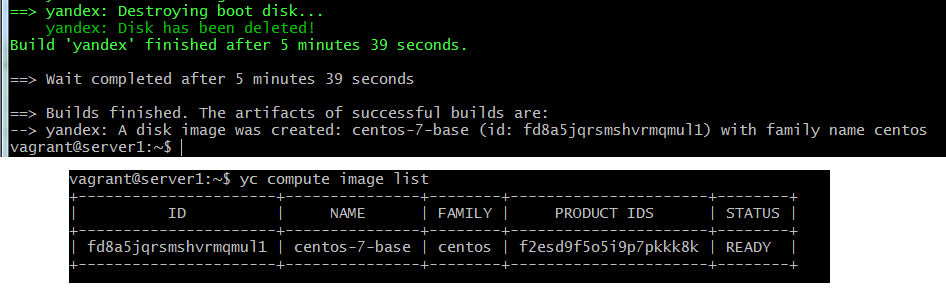 ==> yandex: Destroying boot disk...
yandex: Disk has been deleted!
Build 'yandex' finished after 5 minutes 39 seconds.
==> Wait completed after 5 minutes 39 seconds
==> Builds finished. The artifacts of successful builds are:
--> yandex: A disk image was created: centos-7-base (id: fd8a5jqrsmshvrmqmul1) with family name centos
vagrant@server1:~$
vagrant@server1:~$ yc compute image list
+----------------------+---------------+--------+----------------------+--------+
| ID | NAME | FAMILY | PRODUCT IDS | STATUS |
+----------------------+---------------+--------+----------------------+--------+
| fd8a5jqrsmshvrmqmul1 | centos-7-base | centos | f2esd9f5o5i9p7pkkk8k | READY |
+----------------------+---------------+--------+----------------------+--------+